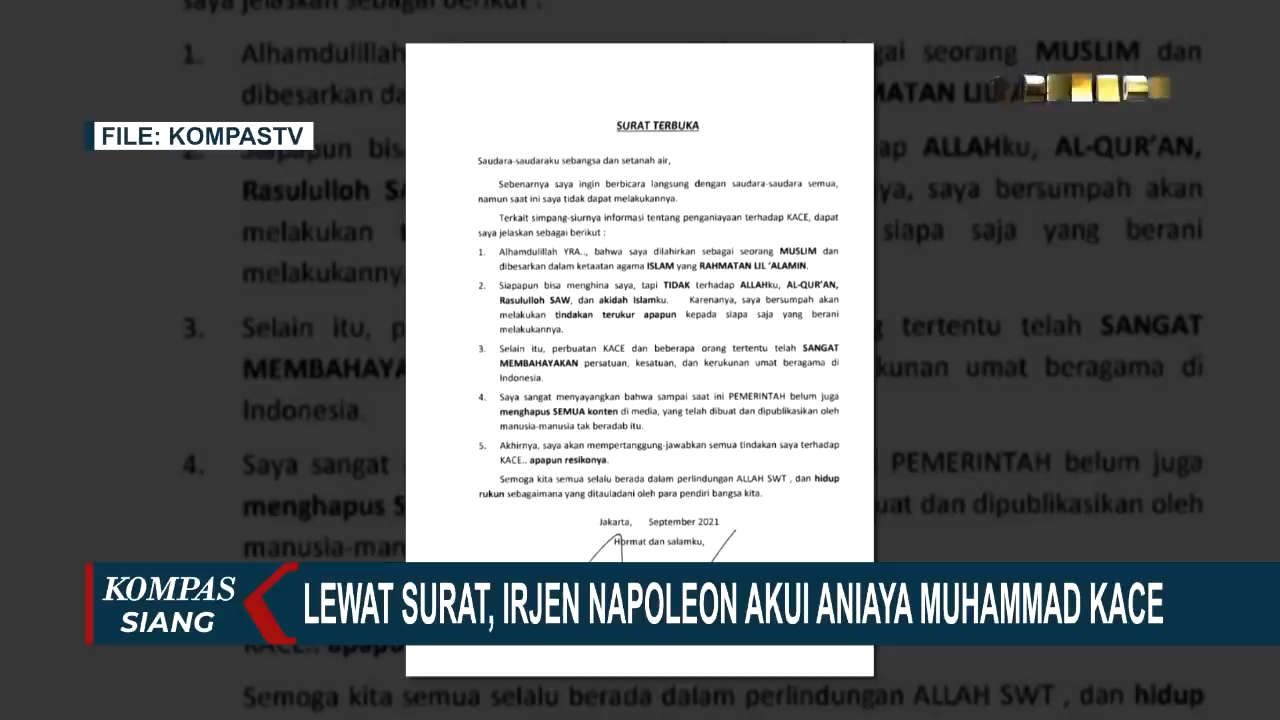 saya jelaskan sebagai berikut :
FILE: KOMPASTV
SURAT TERBUKA
Saudara-saudaraku sebangsa dan setanah air,
Sebenarnya saya ingin berbicara langsung dengan saudara-saudara semua,
namun saat ini saya tidak dapat melakukannya.
Terkait simpang-siurnya informasi tentang penganiayaan terhadap KACE, dapat
saya jelaskan sebagai berikut :
1. Alhamdulillah YRA.., bahwa saya dilahirkan sebagai seorang MUSLIM dan
dibesarkan dalam ketaatan agama ISLAM yang RAHMATAN LIL 'ALAMIN.
2. Siapapun bisa menghina saya, tapi TIDAK terhadap ALLAHku, AL-QUR'AN,
Rasululloh SAW, dan akidah Islamku. Karenanya, saya bersumpah akan
melakukan tindakan terukur apapun kepada siapa saja yang berani
melakukannya.
3. Selain itu, perbuatan KACE dan beberapa orang tertentu telah SANGAT
MEMBAHAYAKAN persatuan, kesatuan, dan kerukunan umat beragama di
Indonesia.
4. Saya sangat menyayangkan bahwa sampai saat ini PEMERINTAH belum juga
menghapus SEMUA konten di media, yang telah dibuat dan dipublikasikan oleh
manusia-manusia tak beradab itu.
5. Akhirnya, saya akan mempertanggung-jawabkan semua tindakan saya terhadap
KACE.. apapun resikonya.
Semoga kita semua selalu berada dalam perlindungan ALLAH SWT , dan hidup
rukun sebagaimana yang ditauladani oleh para pendiri bangsa kita.
Jakarta, September 2021
Hormat dan salamku,
KOMPAS
SIANG
LEWAT SURAT, IRJEN NAPOLEON AKUI ANIAYA MUHAMMAD KACE